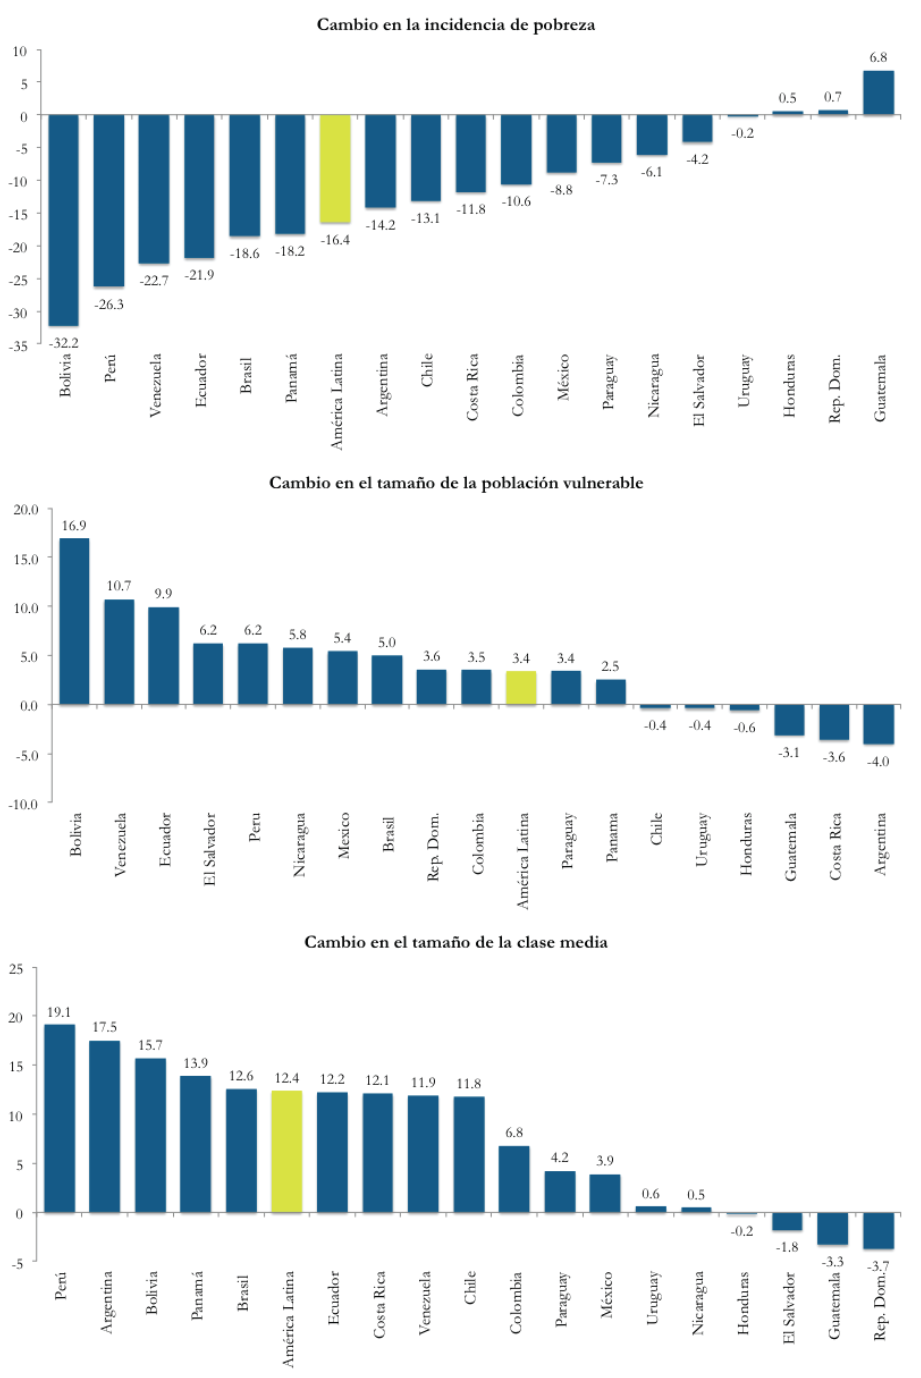 Cambio en la incidencia de pobreza
10
5
0
-5
-10
-15
-20
-25
-30
-35
-32.2
-26.3
-22.7
-21.9
-18.6
-18.2
-16.4
-14.2
-13.1
-11.8
-10.6
-8.8
-7.3
-6.1
-4.2
-0.2
0.5
0.7
6.8
Bolivia
Perú
Venezuela
Ecuador
Brasil
Panamá
América Latina
Argentina
Chile
Costa Rica
Colombia
México
Paraguay
Nicaragua
El Salvador
Uruguay
Honduras
Rep. Dom.
Guatemala
Cambio en el tamaño de la población vulnerable
20.0
15.0
10.0
5.0
0.0
-5.0
-10.0
16.9
10.7
9.9
6.2
6.2
5.8
5.4
5.0
3.6
3.5
3.4
3.4
2.5
-0.4
-0.4
-0.6
-3.1
-3.6
-4.0
Bolivia
Venezuela
Ecuador
El Salvador
Peru
Nicaragua
Mexico
Brasil
Rep. Dom.
Colombia
América Latina
Paraguay
Panama
Chile
Uruguay
Honduras
Guatemala
Costa Rica
Argentina
Cambio en el tamaño de la clase media
25
20
15
10
5
0
-5
19.1
17.5
15.7
13.9
12.6
12.4
12.2
12.1
11.9
11.8
6.8
4.2
3.9
0.6
0.5
-0.2
-1.8
-3.3
-3.7
Perú
Argentina
Bolivia
Panamá
Brasil
América Latina
Ecuador
Costa Rica
Venezuela
Chile
Colombia
Paraguay
México
Uruguay
Nicaragua
Honduras
El Salvador
Guatemala
Rep. Dom.